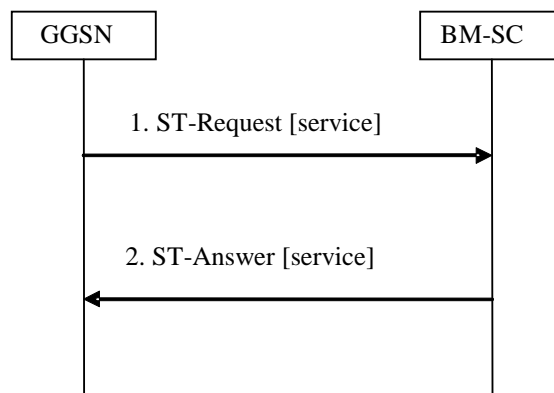 GGSN
BM-SC
1. ST-Request [service]
2. ST-Answer [service]